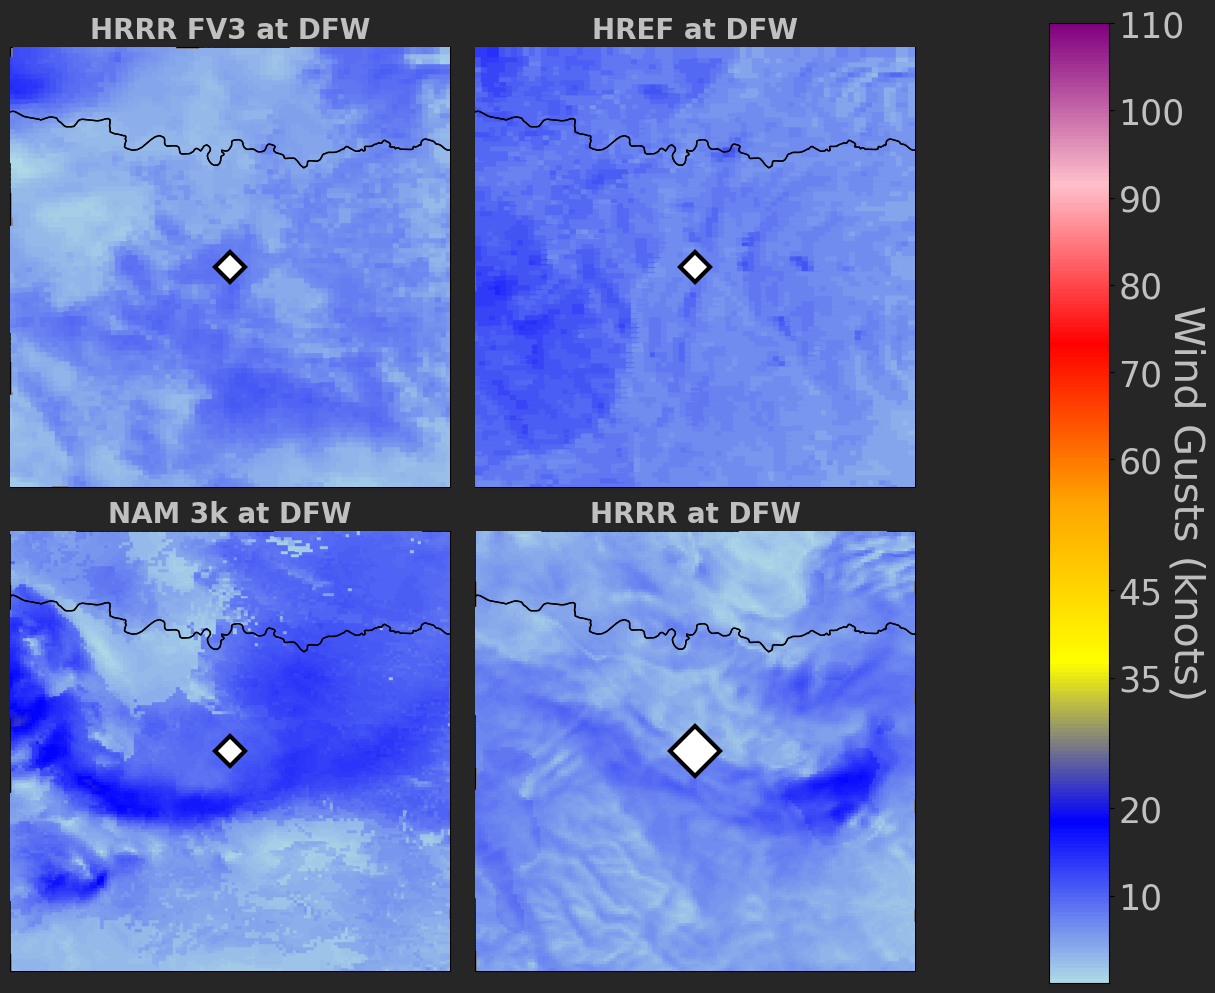 HRRR FV3 at DFW
HREF at DFW
NAM 3k at DFW
HRRR at DFW
110
100
90
80
70
60
45
35
20
10
Wind Gusts (knots)